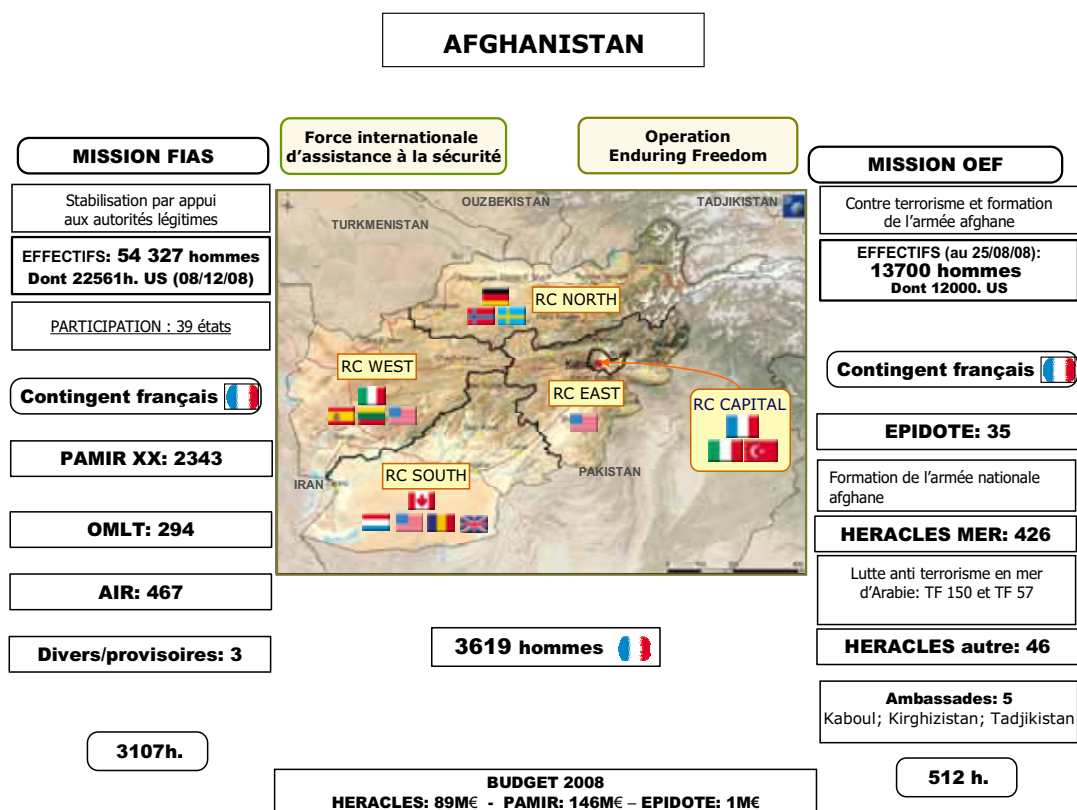 AFGHANISTAN
Force internationale
d'assistance à la sécurité
Operation
Enduring Freedom
MISSION FIAS
Stabilisation par appui
aux autorités légitimes
EFFECTIFS: 54 327 hommes
Dont 22561h. US (08/12/08)
PARTICIPATION : 39 états
Contingent français
PAMIR XX: 2343
OMLT: 294
AIR: 467
Divers/provisoires: 3
3107h.
OUZBEKISTAN
TADJIKISTAN
TURKMENISTAN
RC NORTH
RC WEST
RC EAST
RC CAPITAL
RC SOUTH
PAKISTAN
IRAN
3619 hommes
MISSION OEF
Contre terrorisme et formation
de l'armée afghane
EFFECTIFS (au 25/08/08):
13700 hommes
Dont 12000. US
Contingent français
EPIDOTE: 35
Formation de l'armée nationale
afghane
HERACLES MER: 426
Lutte anti terrorisme en mer
d'Arabie: TF 150 et TF 57
HERACLES autre: 46
Ambassades: 5
Kaboul; Kirghizistan; Tadjikistan
512 h.
BUDGET 2008
HERACLES: 89M€ - PAMIR: 146M€ – EPIDOTE: 1M€